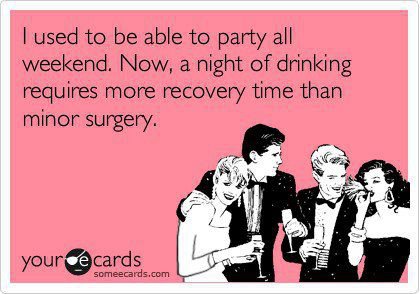 I used to be able to party all
weekend. Now, a night of drinking
requires more recovery time than
minor surgery.
your e cards
someecards.com